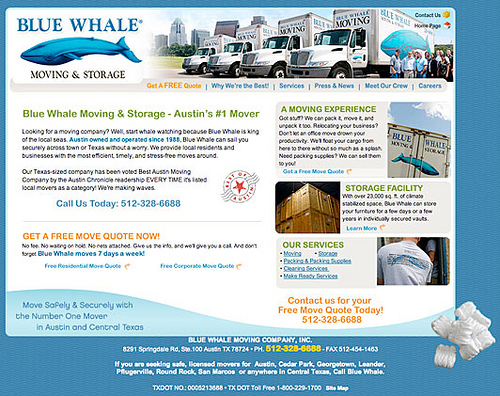 BLUE WHALE®
MOVING & STORAGE
BLUE WHALE
MOVING
Contact Us
Home Page
Get A FREE Quote | Why We're the Best! | Services | Press & News | Meet Our Crew | Careers
Blue Whale Moving & Storage - Austin's #1 Mover
Looking for a moving company? Well, start whale watching because Blue Whale is king
of the local seas. Austin owned and operated since 1988, Blue Whale can sail you
securely across town or Texas without a worry. We provide local residents and
businesses with the most efficient, timely, and stress-free moves around.
Our Texas-sized company has been voted Best Austin Moving
Company by the Austin Chronicle readership EVERY TIME it's listed
local movers as a category! We're making waves.
Call Us Today: 512-328-6688
BEST OF
AUSTIN
GET A FREE MOVE QUOTE NOW!
No fee. No waiting on hold. No nets attached. Give us the info, and we'll give you a call. And don't
forget Blue Whale moves 7 days a week!
Free Residential Move Quote
Free Corporate Move Quote
A MOVING EXPERIENCE
Got stuff? We can pack it, move it, and
unpack it too. Relocating your business?
Don't let an office move drown your
productivity. We'll float your cargo from
here to there without so much as a splash.
Need packing supplies? We can sell them
to you!
Get a Free Move Quote
BLUE WHALE
MOVING
STORAGE FACILITY
With over 23,000 sq. ft. of climate
stabilized space, Blue Whale can store
your furniture for a few days or a few
years in individually secured vaults.
Learn More
OUR SERVICES
• Moving • Storage
• Packing & Packing Supplies
• Cleaning Services
• Make Ready Services
Contact us for your
Free Move Quote Today!
512-328-6688
Move Safely & Securely with
the Number One Mover
in Austin and Central Texas
BLUE WHALE MOVING COMPANY, INC.
8291 Springdale Rd, Ste.100 Austin TX 78724 • PH. 512-328-6688 • FAX 512-454-1463
If you are seeking safe, licensed movers for Austin, Cedar Park, Georgetown, Leander,
Pflugerville, Round Rock, San Marcos or anywhere in Central Texas, Call Blue Whale.
TXDOT NO.: 0005213688 • TX DOT Toll Free 1-800-229-1700 Site Map